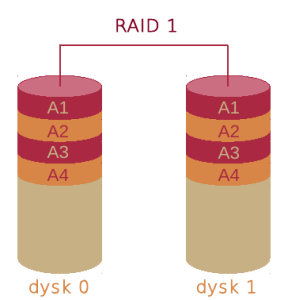 RAID 1
A1 A1
A2 A2
A3 A3
A4 A4
dysk 0 dysk 1